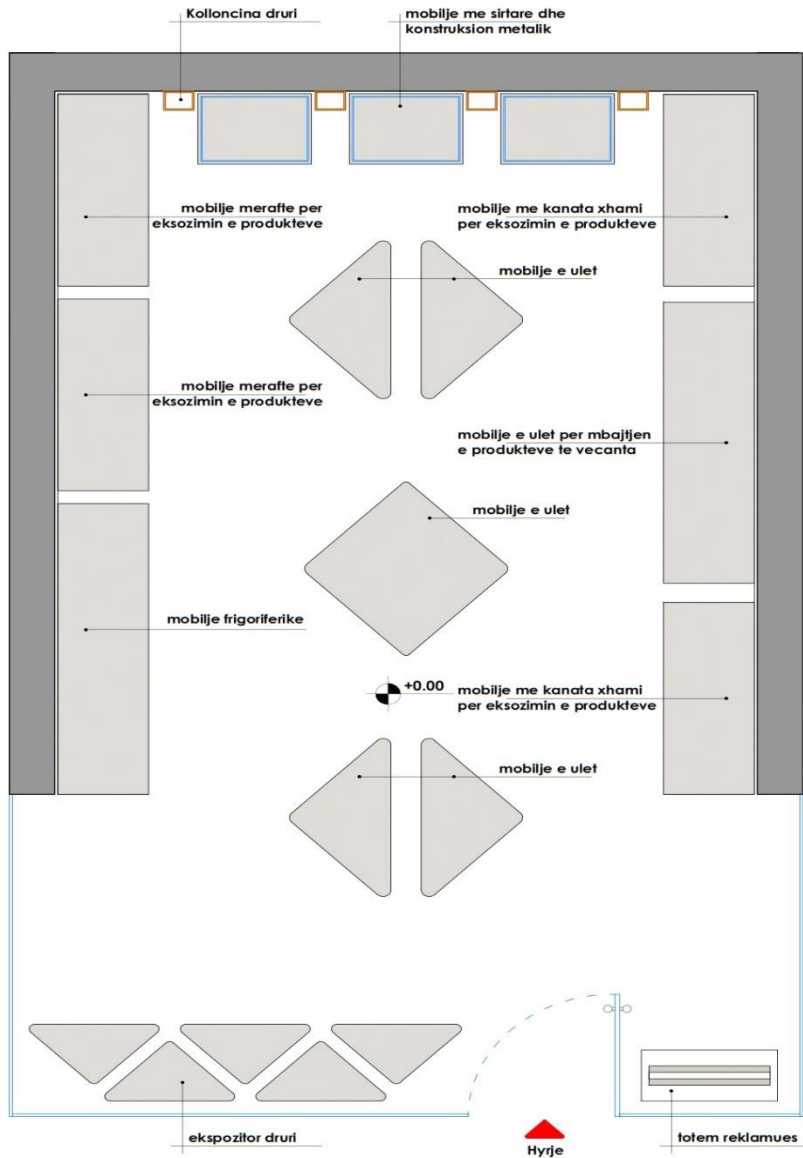 Kolloncina druri
mobilje me sirtare dhe
konstruksion metalik
mobilje merafte per
eksozimin e produkteve
mobilje me kanata xhami
per eksozimin e produkteve
mobilje e ulet
mobilje merafte per
eksozimin e produkteve
mobilje e ulet per mbajtjen
e produkteve te vecanta
mobilje e ulet
mobilje frigoriferike
+0.00
mobilje me kanata xhami
per eksozimin e produkteve
mobilje e ulet
ekspozitor druri
Hyrje
totem reklamues